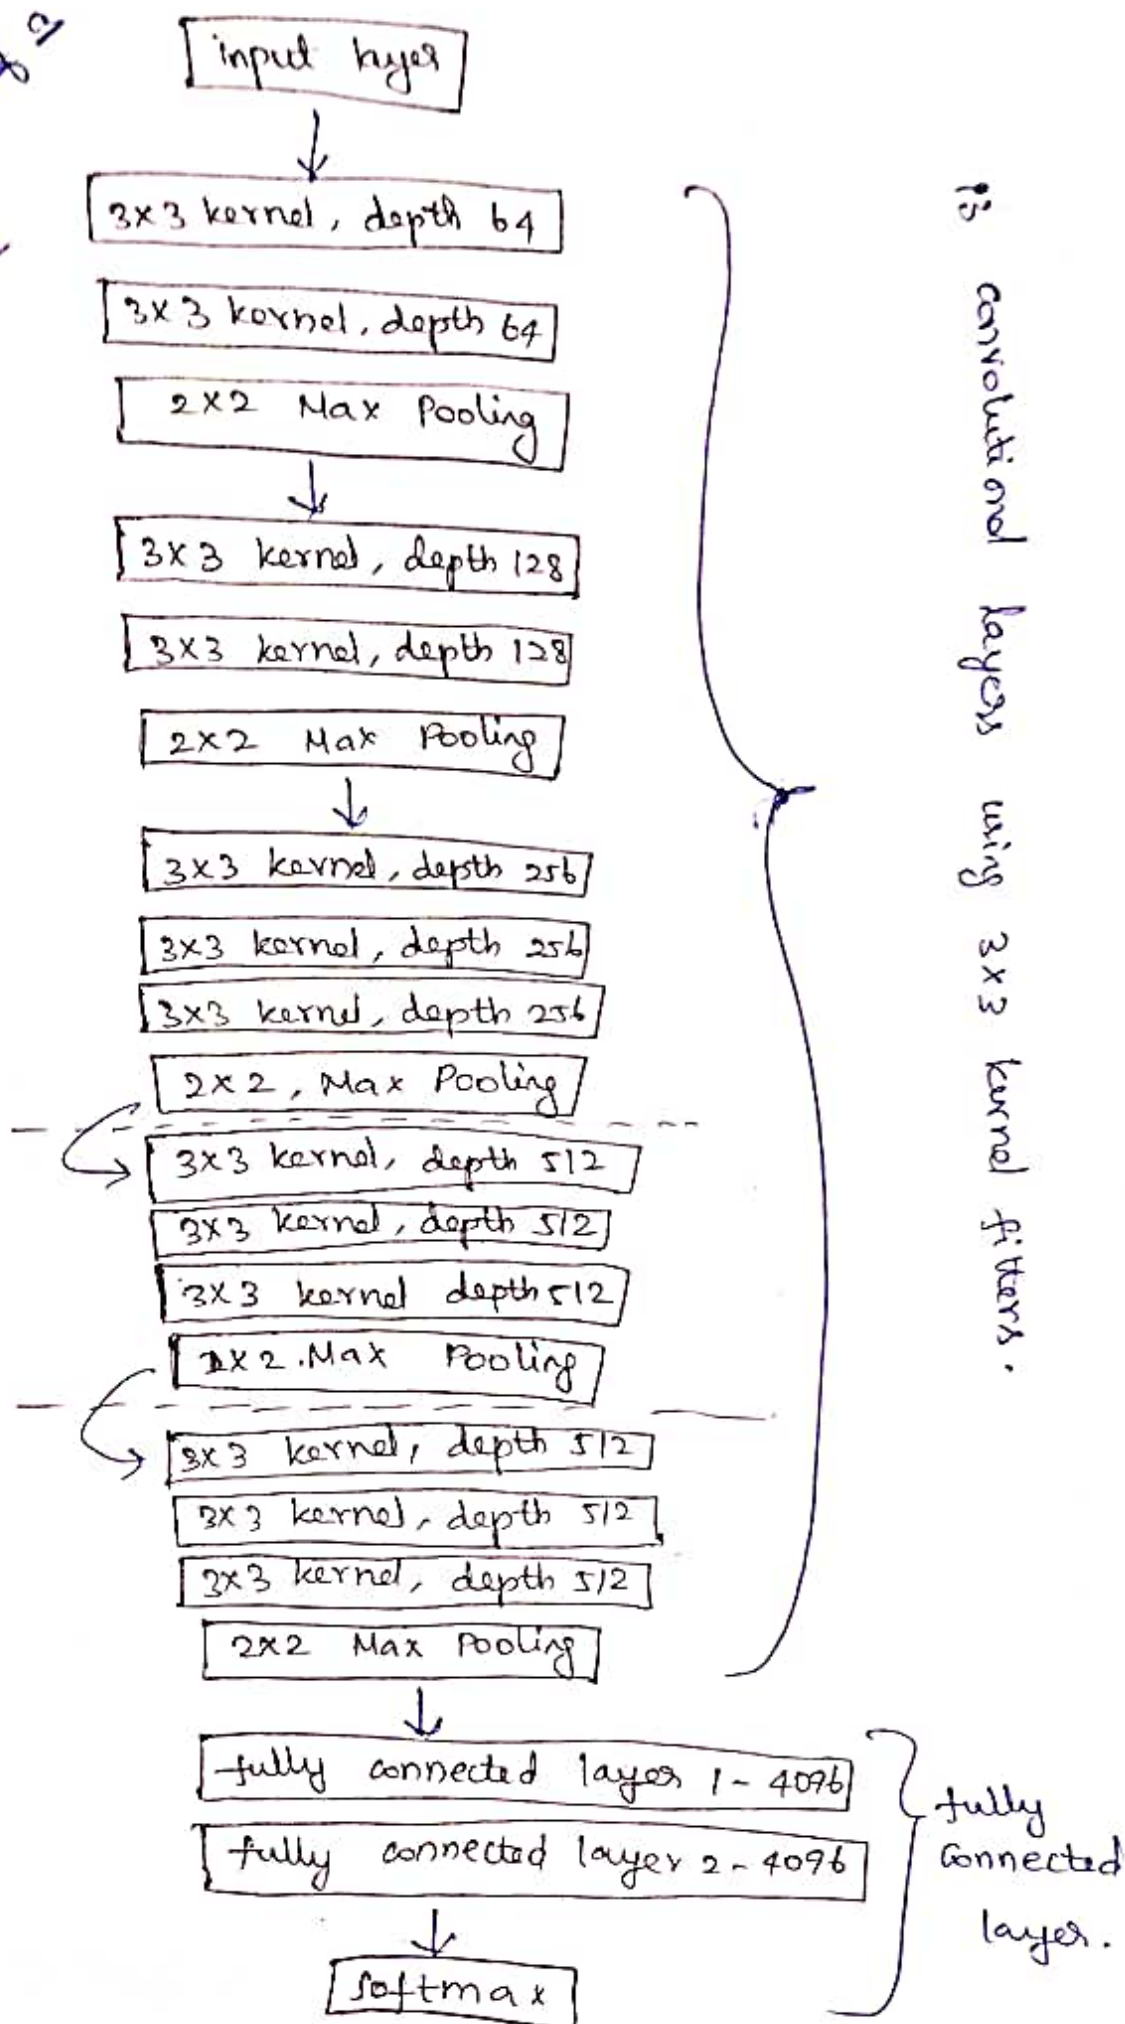 input layer
3x3 kernel, depth 64
3x3 kernel, depth 64
2x2 Max Pooling
3x3 kernel, depth 128
3x3 kernel, depth 128
2x2 Max Pooling
3x3 kernel, depth 256
3x3 kernel, depth 256
3x3 kernel, depth 256
2x2, Max Pooling
3x3 kernel, depth 512
3x3 kernel, depth 512
3x3 kernel depth 512
2x2.Max Pooling
3x3 kernel, depth 512
3x3 kernel, depth 512
3x3 kernel, depth 512
2x2 Max Pooling
13 convolutional layers using 3x3 kernel filters.
fully connected layer 1-4096
fully connected layer 2-4096
softmax
fully
connected
layer.